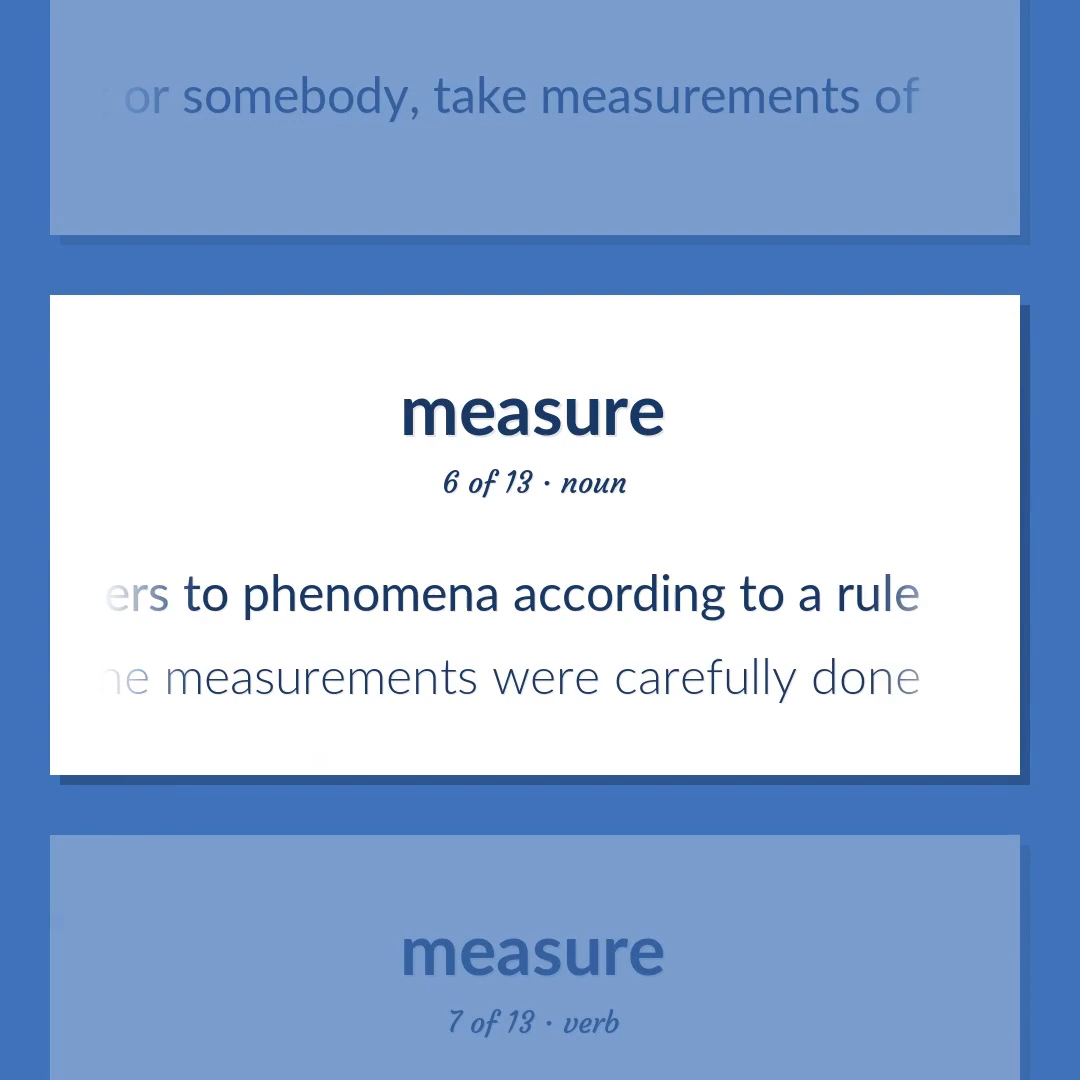 or somebody, take measurements of
measure
6 of 13 · noun
ers to phenomena according to a rule
measurements were carefully done
measure
7 of 13 · verb